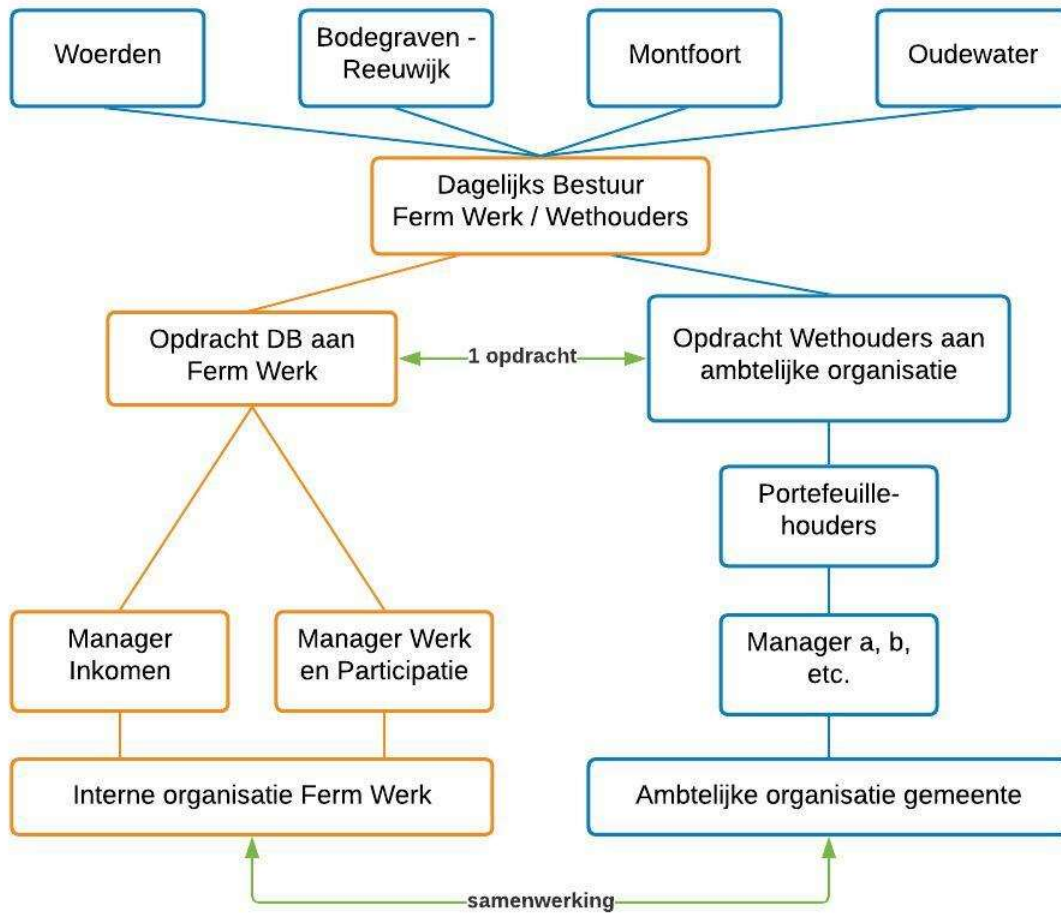 Woerden
Bodegraven -
Reeuwijk
Montfoort
Oudewater
Dagelijks Bestuur
Ferm Werk / Wethouders
Opdracht DB aan
Ferm Werk
1 opdracht
Opdracht Wethouders aan
ambtelijke organisatie
Portefeuille-
houders
Manager
Inkomen
Manager Werk
en Participatie
Manager a, b,
etc.
Interne organisatie Ferm Werk
Ambtelijke organisatie gemeente
samenwerking